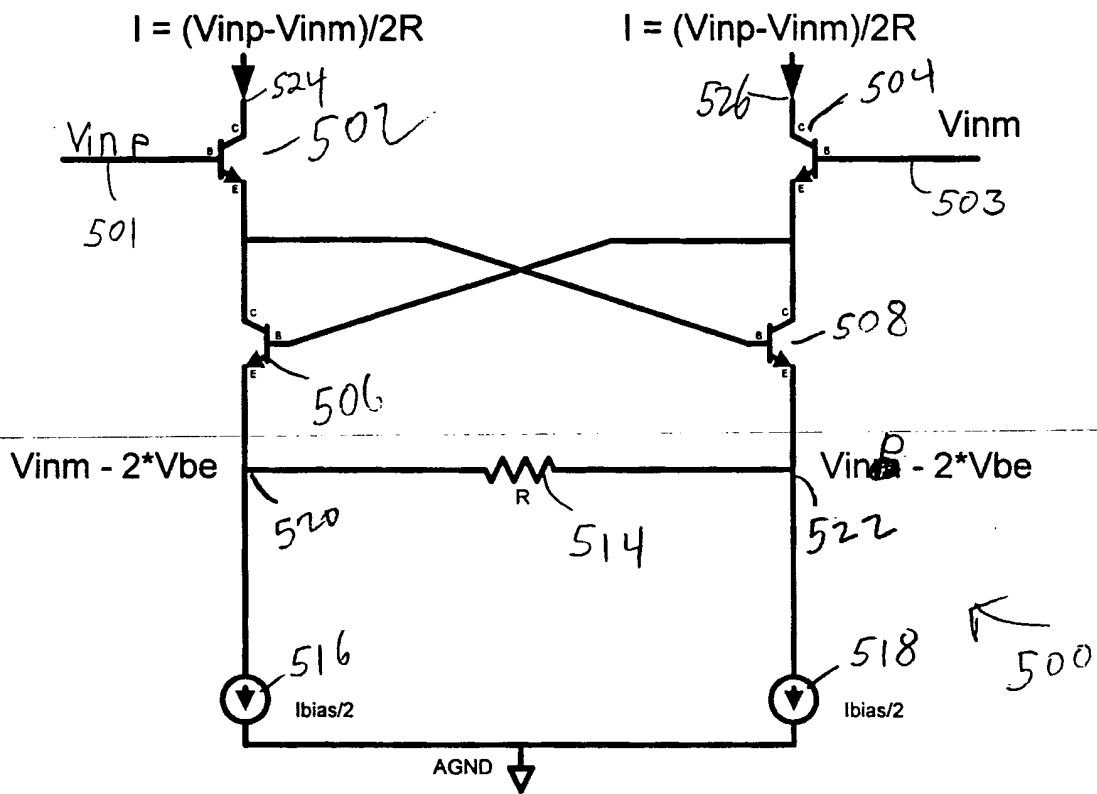 I = (Vinp-Vinm)/2R
I = (Vinp-Vinm)/2R
524
526
504
C
C
Vinp
502
Vinm
B
B
E
E
501
503
C
C
B
B
508
E
E
506
Vinm - 2*Vbe
Vinp - 2*Vbe
R
520
514
522
516
518
500
Ibias/2
Ibias/2
AGND